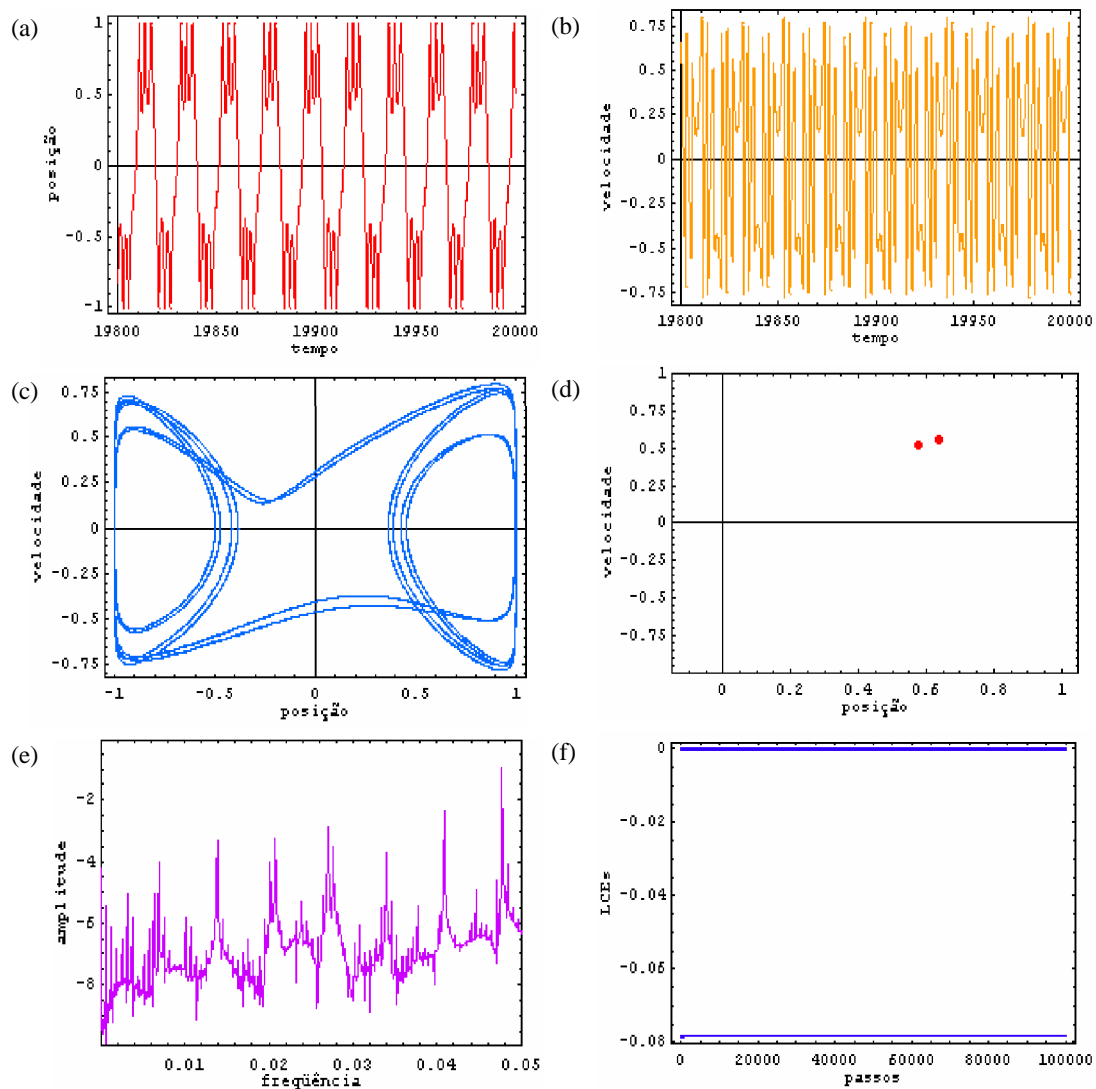 (a)
1
0.5
0
-0.5
-1
posição
19800 19850 19900 19950 20000
tempo
(b)
0.75
0.5
0.25
0
-0.25
-0.5
-0.75
velocidade
19800 19850 19900 19950 20000
tempo
(c)
0.75
0.5
0.25
0
-0.25
-0.5
-0.75
velocidade
-1 -0.5 0 0.5 1
posição
(d)
1
0.75
0.5
0.25
0
-0.25
-0.5
-0.75
velocidade
0 0.2 0.4 0.6 0.8 1
posição
(e)
-2
-4
-6
-8
amplitude
0.01 0.02 0.03 0.04 0.05
freqüência
(f)
0
-0.02
-0.04
-0.06
-0.08
LCEs
0 20000 40000 60000 80000 100000
passos